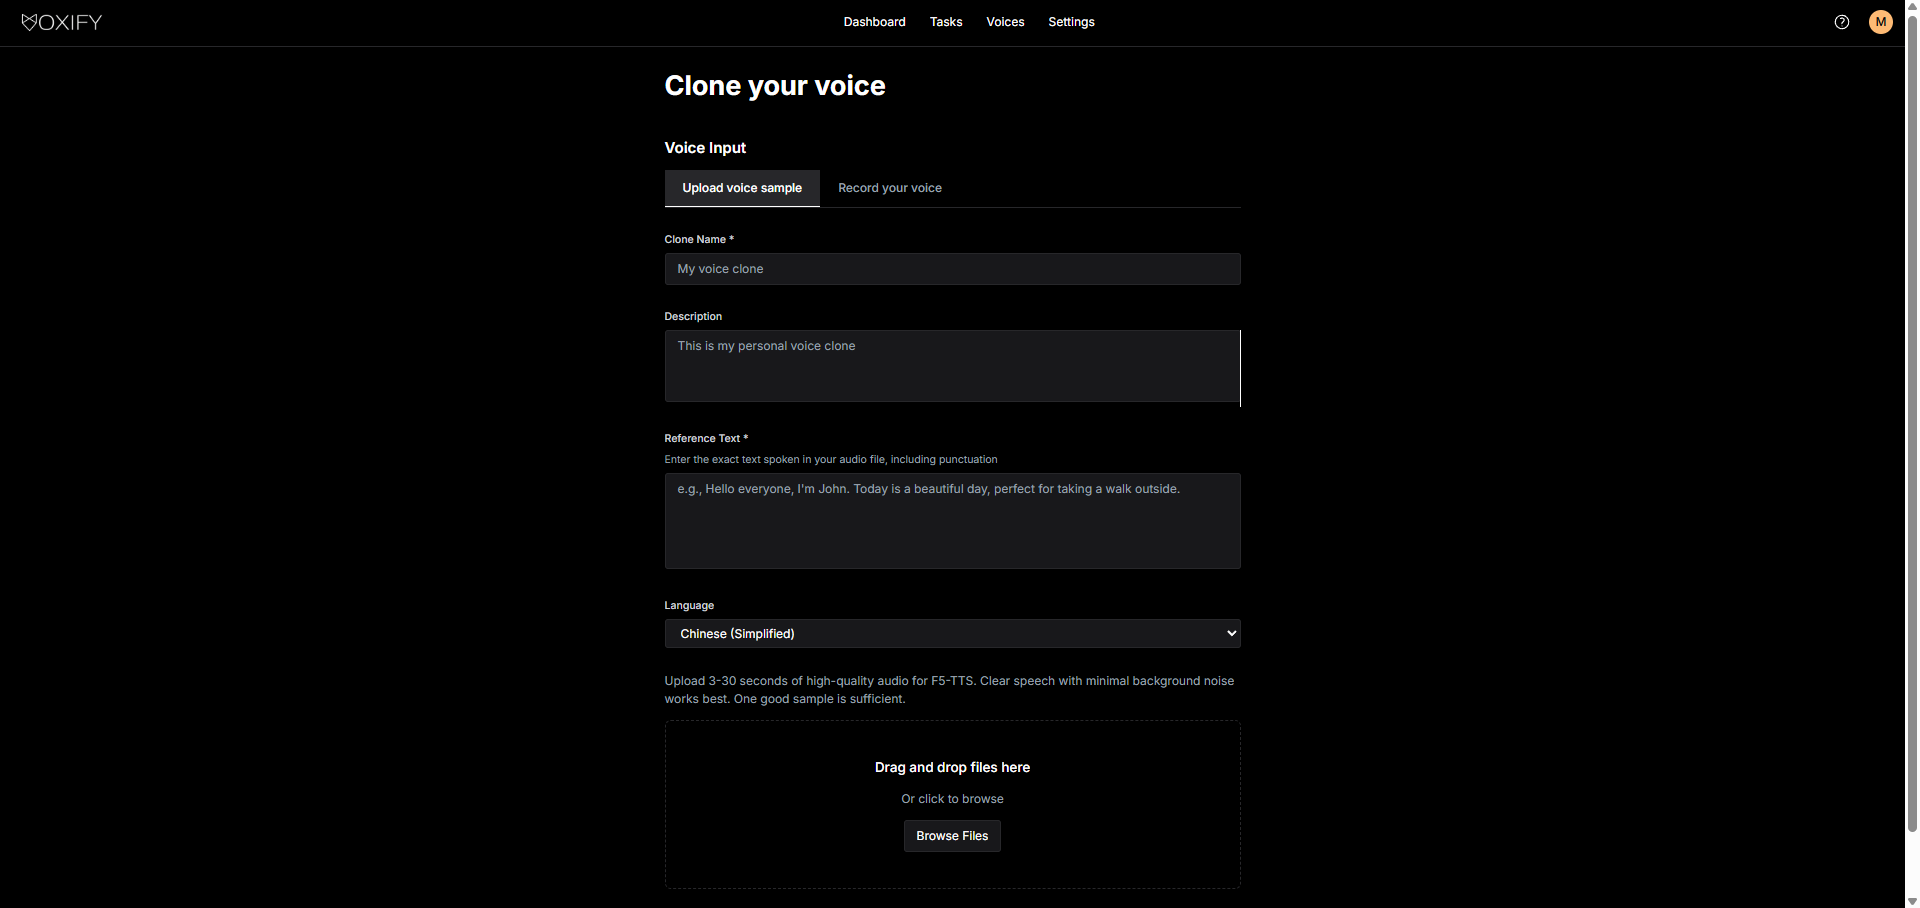 VOXIFY
Dashboard Tasks Voices Settings
? M
Clone your voice
Voice Input
Upload voice sample Record your voice
Clone Name *
My voice clone
Description
This is my personal voice clone
Reference Text *
Enter the exact text spoken in your audio file, including punctuation
e.g., Hello everyone, I'm John. Today is a beautiful day, perfect for taking a walk outside.
Language
Chinese (Simplified)
Upload 3-30 seconds of high-quality audio for F5-TTS. Clear speech with minimal background noise
works best. One good sample is sufficient.
Drag and drop files here
Or click to browse
Browse Files